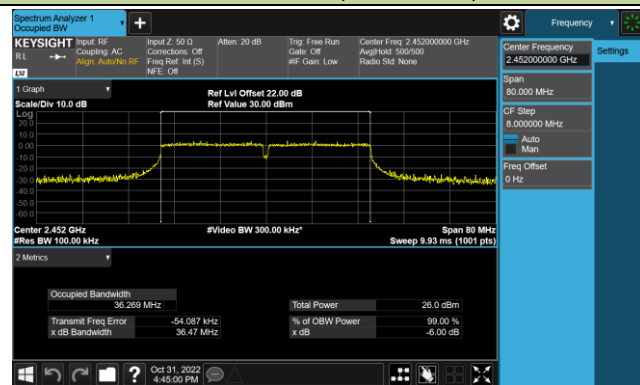 Spectrum Analyzer 1
Occupied BW
Frequency
KEYSIGHT
Input: RF
Input Z: 50 Ω
Atten: 20 dB
Trig: Free Run
Center Freq: 2.452000000 GHz
R L
Coupling: AC
Corrections: Off
Gate: Off
Avg|Hold: 500/500
Align: Auto/No RF
Freq Ref: Int (S)
#IF Gain: Low
Radio Std: None
NFE: Off
LXI
Center Frequency
2.452000000 GHz
Settings
Span
80.000 MHz
CF Step
8.000000 MHz
Auto
Man
Freq Offset
0 Hz
1 Graph
Ref Lvl Offset 22.00 dB
Scale/Div 10.0 dB
Ref Value 30.00 dBm
Log
20.0
10.0
0.00
-10.0
-20.0
-30.0
-40.0
-50.0
-60.0
Center 2.452 GHz
#Video BW 300.00 kHz*
Span 80 MHz
#Res BW 100.00 kHz
Sweep 9.93 ms (1001 pts)
2 Metrics
Occupied Bandwidth
36.269 MHz
Total Power
26.0 dBm
Transmit Freq Error
-54.087 kHz
% of OBW Power
99.00 %
x dB Bandwidth
36.47 MHz
x dB
-6.00 dB
?
Oct 31, 2022
4:45:00 PM